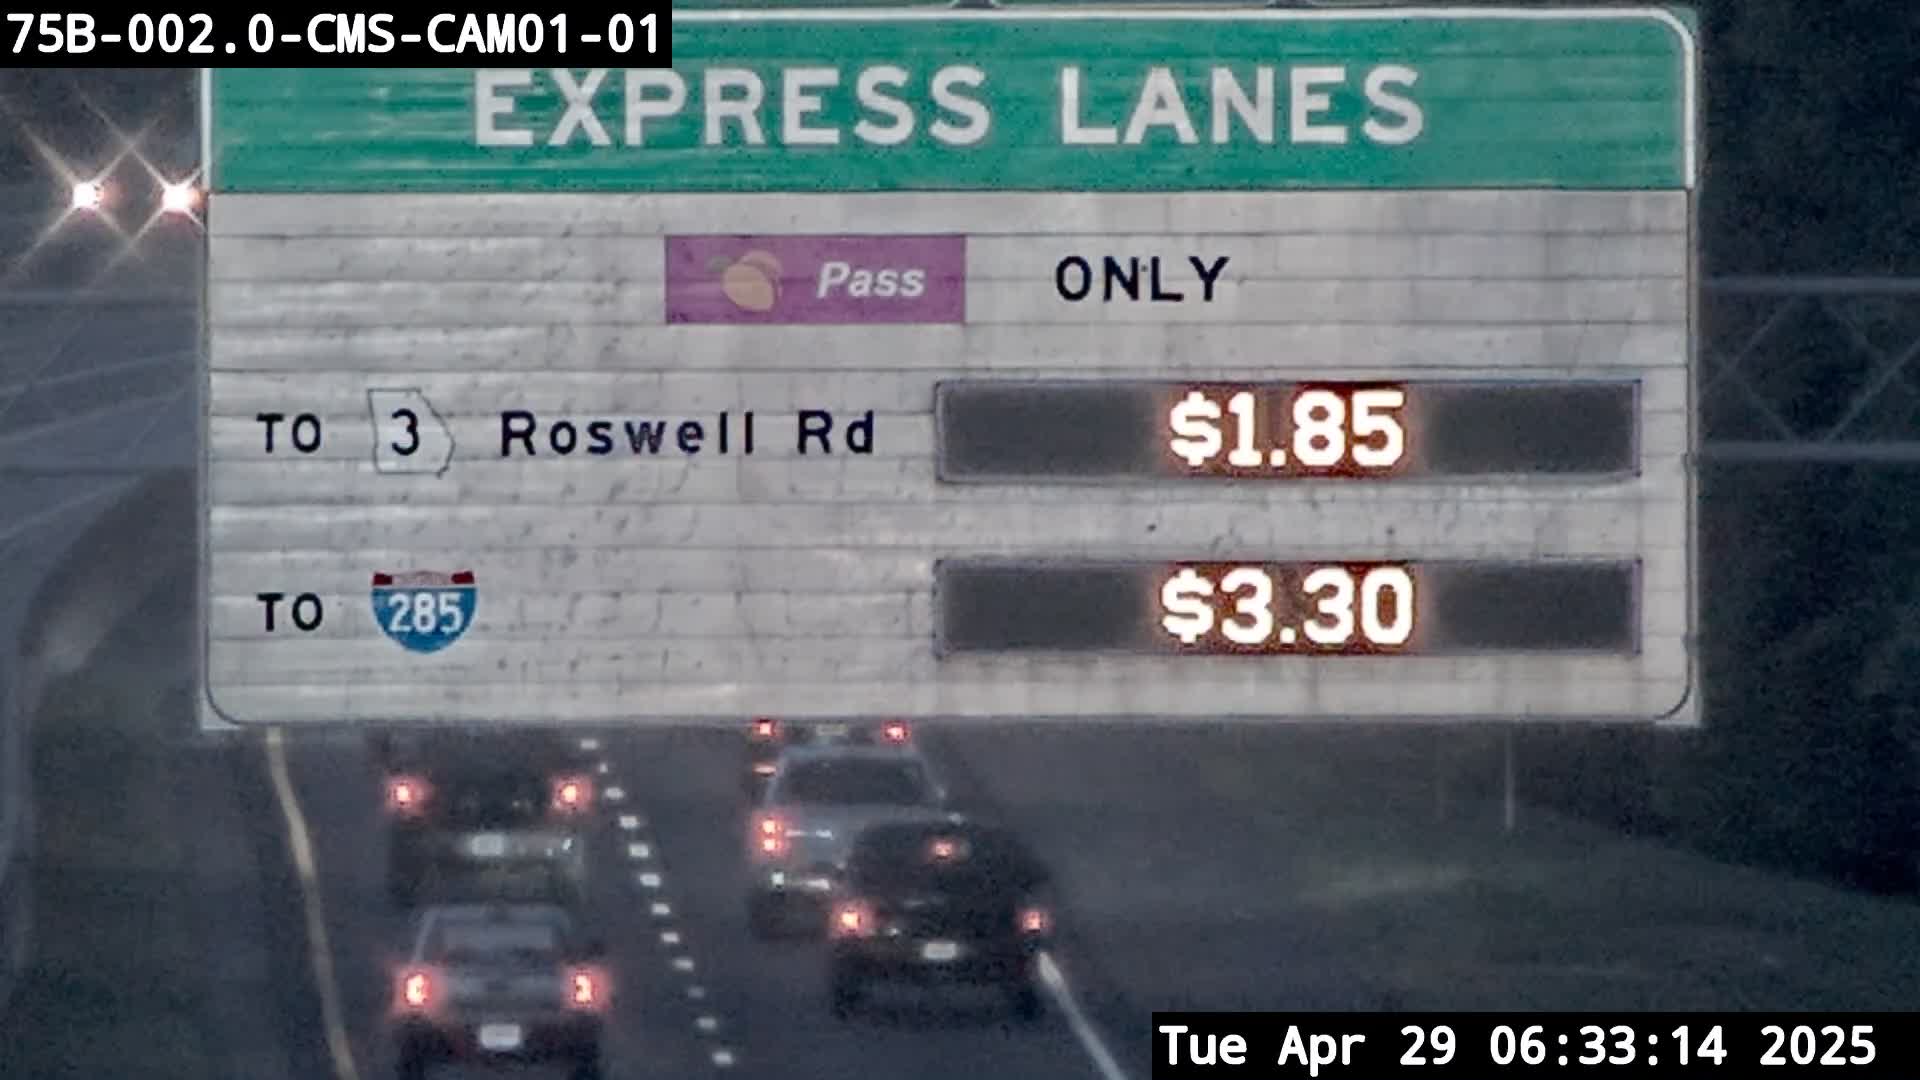 75B-002.0-CMS-CAM01-01
EXPRESS LANES
Pass ONLY
TO 3 Roswell Rd $1.85
TO 285 $3.30
Tue Apr 29 06:33:14 2025